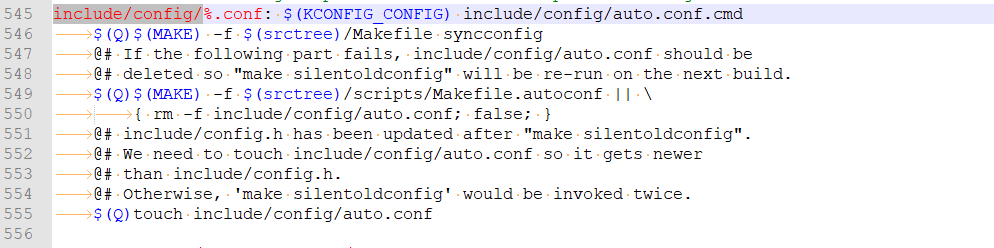 545 include/config/%.conf: $(KCONFIG_CONFIG) include/config/auto.conf.cmd
546 $(Q)$(MAKE) -f $(srctree)/Makefile syncconfig
547 @# If the following part fails, include/config/auto.conf should be
548 @# deleted so "make silentoldconfig" will be re-run on the next build.
549 $(Q)$(MAKE) -f $(srctree)/scripts/Makefile.autoconf || \
550 { rm -f include/config/auto.conf; false; }
551 @# include/config.h has been updated after "make silentoldconfig".
552 @# We need to touch include/config/auto.conf so it gets newer
553 @# than include/config.h.
554 @# Otherwise, 'make silentoldconfig' would be invoked twice.
555 $(Q)touch include/config/auto.conf
556